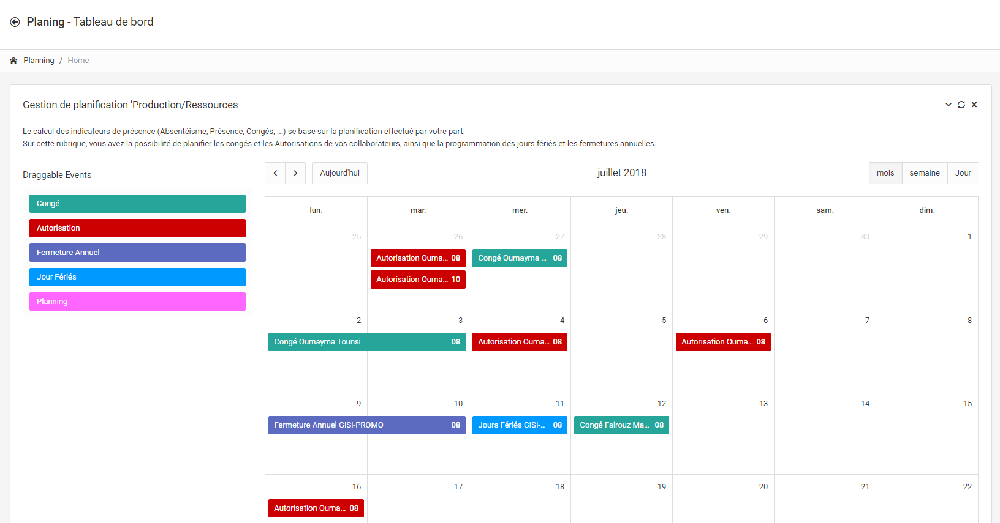 Planing - Tableau de bord
Planning / Home
Gestion de planification 'Production/Ressources
Le calcul des indicateurs de présence (Absentéisme, Présence, Congés, ...) se base sur la planification effectué par votre part.
Sur cette rubrique, vous avez la possibilité de planifier les congés et les Autorisations de vos collaborateurs, ainsi que la programmation des jours fériés et les fermetures annuelles.
Draggable Events
Congé
Autorisation
Fermeture Annuel
Jour Fériés
Planning
Aujourd'hui
juillet 2018
mois semaine Jour
lun. mar. mer. jeu. ven. sam. dim.
25 26 27 28 29 30 1
Autorisation Ouma... 08 Congé Oumayma ... 08
Autorisation Ouma... 10
2 3 4 5 6 7 8
Congé Oumayma Tounsi 08 Autorisation Ouma... 08 Autorisation Ouma... 08
9 10 11 12 13 14 15
Fermeture Annuel GISI-PROMO 08 Jours Fériés GISI-... 08 Congé Fairouz Ma... 08
16 17 18 19 20 21 22
Autorisation Ouma... 08